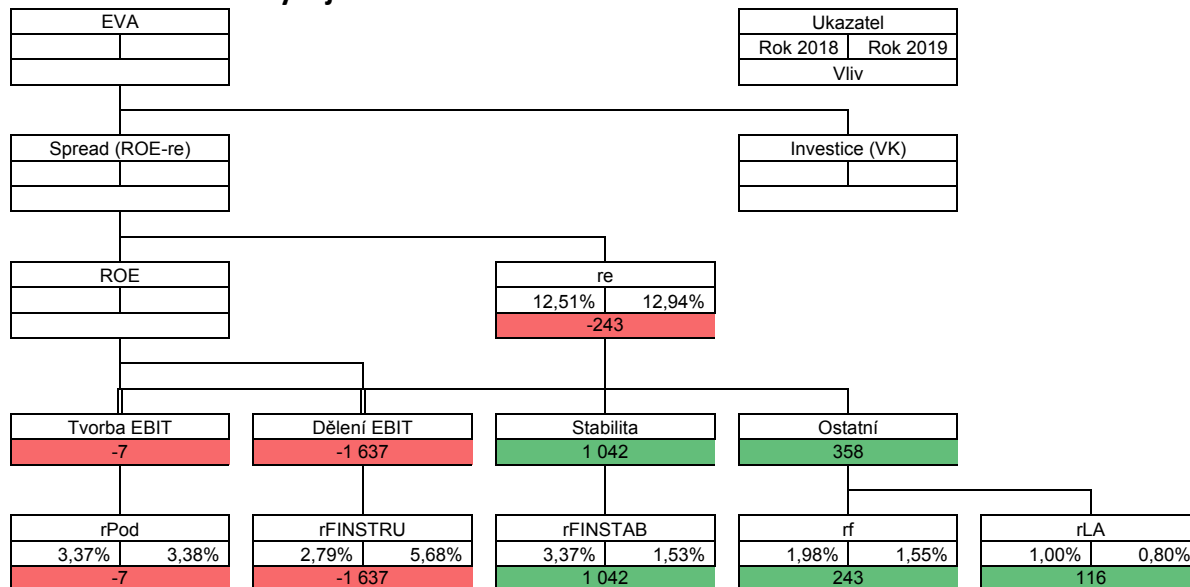 EVA
Ukazatel
Rok 2018 Rok 2019
Vliv
Spread (ROE-re)
Investice (VK)
ROE
re
12,51% 12,94%
-243
Tvorba EBIT
Dělení EBIT
Stabilita
Ostatní
-7
-1 637
1 042
358
rPod
rFINSTRU
rFINSTAB
rf
rLA
3,37% 3,38%
2,79% 5,68%
3,37% 1,53%
1,98% 1,55%
1,00% 0,80%
-7
-1 637
1 042
243
116